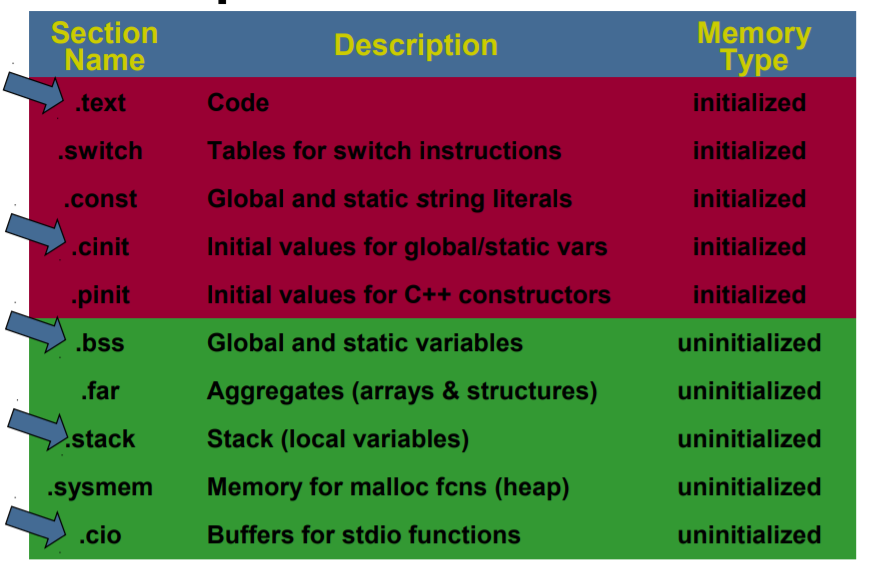 Section Name Description Memory Type
.text Code initialized
.switch Tables for switch instructions initialized
.const Global and static string literals initialized
.cinit Initial values for global/static vars initialized
.pinit Initial values for C++ constructors initialized
.bss Global and static variables uninitialized
.far Aggregates (arrays & structures) uninitialized
.stack Stack (local variables) uninitialized
.sysmem Memory for malloc fcns (heap) uninitialized
.cio Buffers for stdio functions uninitialized